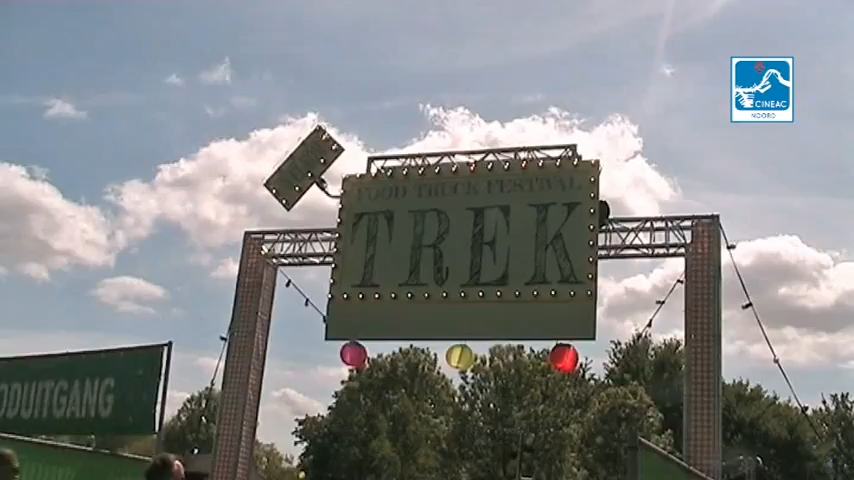 CINEAC
NOORD
FOOD TRUCK FESTIVAL
TREK
ODUITGANG